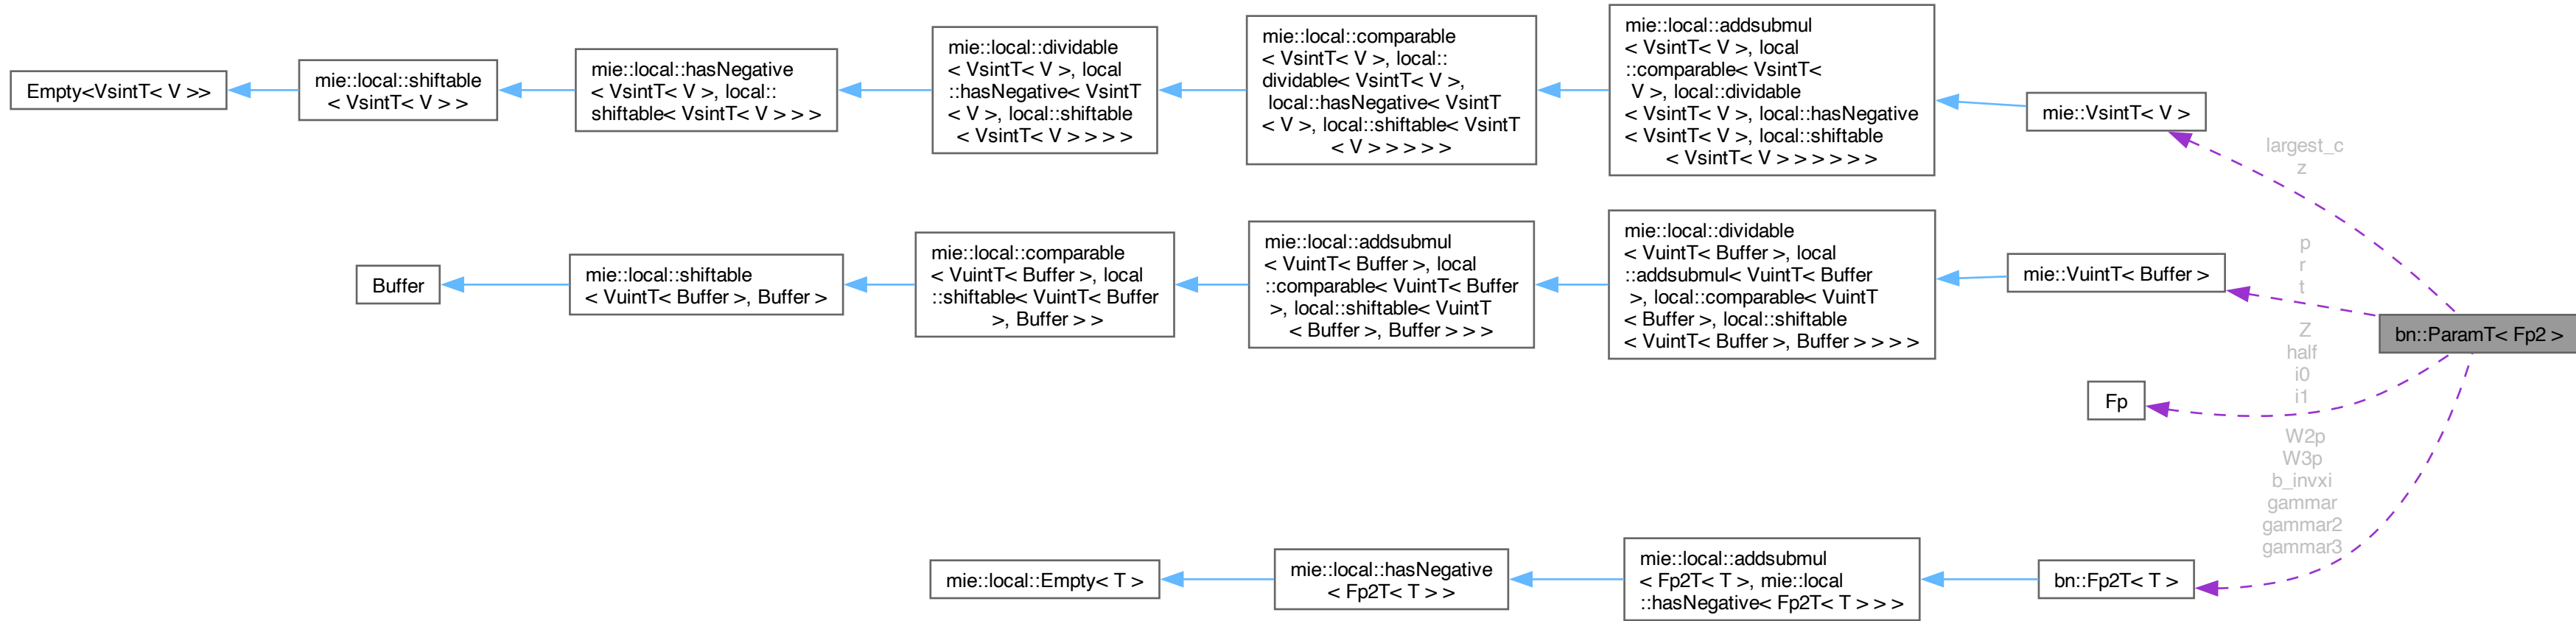 Empty<VsintT< V >>
mie::local::shiftable
< VsintT< V > >
mie::local::hasNegative
< VsintT< V >, local::
shiftable< VsintT< V > > >
mie::local::dividable
< VsintT< V >, local
::hasNegative< VsintT
< V >, local::shiftable
< VsintT< V > > > >
mie::local::comparable
< VsintT< V >, local::
dividable< VsintT< V >,
local::hasNegative< VsintT
< V >, local::shiftable< VsintT
< V > > > > >
mie::local::addsubmul
< VsintT< V >, local
::comparable< VsintT<
V >, local::dividable
< VsintT< V >, local::hasNegative
< VsintT< V >, local::shiftable
< VsintT< V > > > > > >
mie::VsintT< V >
largest_c
z
Buffer
mie::local::shiftable
< VuintT< Buffer >, Buffer >
mie::local::comparable
< VuintT< Buffer >, local
::shiftable< VuintT< Buffer
>, Buffer > >
mie::local::addsubmul
< VuintT< Buffer >, local
::comparable< VuintT< Buffer
>, local::shiftable< VuintT
< Buffer >, Buffer > > >
mie::local::dividable
< VuintT< Buffer >, local
::addsubmul< VuintT< Buffer
>, local::comparable< VuintT
< Buffer >, local::shiftable
< VuintT< Buffer >, Buffer > > > >
mie::VuintT< Buffer >
p
r
t
bn::ParamT< Fp2 >
Z
half
i0
i1
Fp
W2p
W3p
b_invxi
gammar
gammar2
gammar3
mie::local::Empty< T >
mie::local::hasNegative
< Fp2T< T > >
mie::local::addsubmul
< Fp2T< T >, mie::local
::hasNegative< Fp2T< T > > >
bn::Fp2T< T >